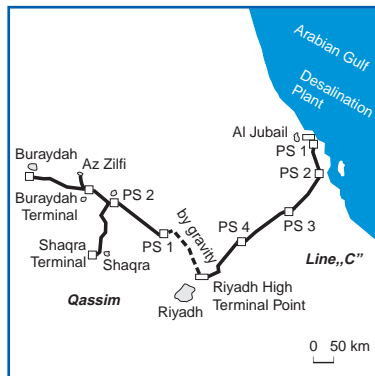 Arabian Gulf
Desalination
Plant
Al Jubail
PS 1
PS 2
Buraydah
Az Zilfi
PS 2
Buraydah
Terminal
by gravity
PS 4
PS 3
Shaqra
Terminal
Shaqra
PS 1
Line„C”
Qassim
Riyadh High
Terminal Point
Riyadh
0 50 km